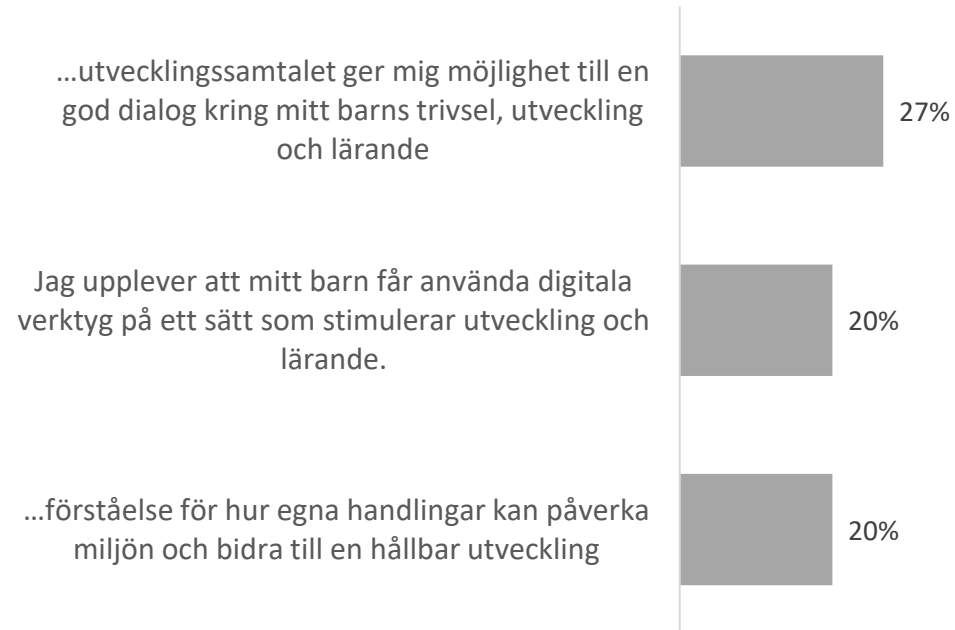 ...utvecklingssamtalet ger mig möjlighet till en
god dialog kring mitt barns trivsel, utveckling
och lärande
27%
Jag upplever att mitt barn får använda digitala
verktyg på ett sätt som stimulerar utveckling och
lärande.
20%
...förståelse för hur egna handlingar kan påverka
miljön och bidra till en hållbar utveckling
20%